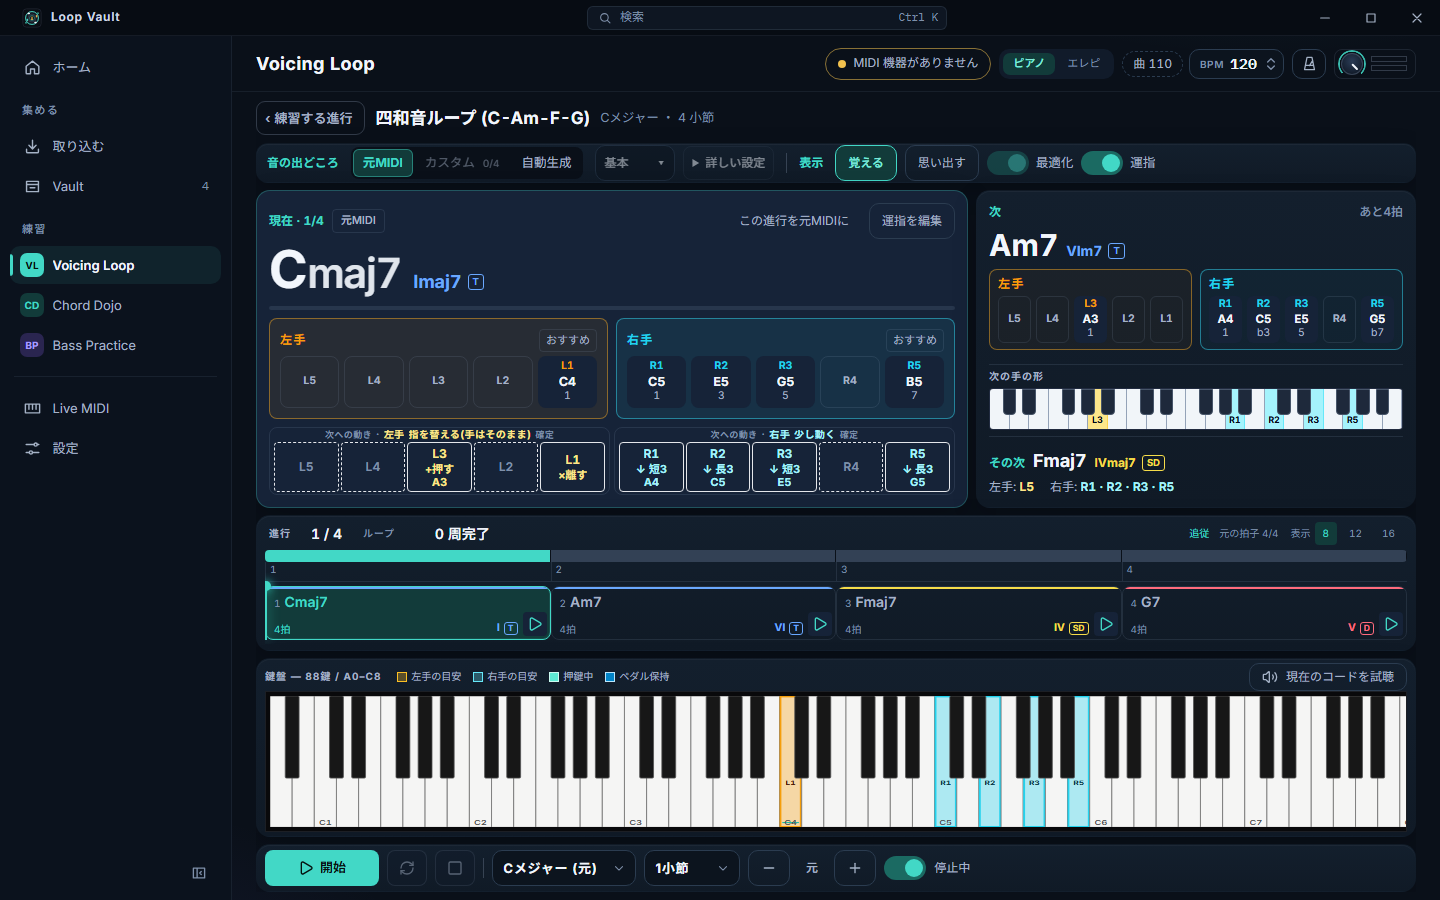 Loop Vault
検索 Ctrl K
ホーム
集める
取り込む
Vault 4
練習
VL Voicing Loop
CD Chord Dojo
BP Bass Practice
Live MIDI
設定
Voicing Loop
MIDI 機器がありません
ピアノ エレピ
曲 110
BPM 120
‹ 練習する進行 四和音ループ (C-Am-F-G) Cメジャー ・ 4 小節
音の出どころ 元MIDI カスタム 0/4 自動生成 基本 ▶ 詳しい設定 表示 覚える 思い出す 最適化 運指
現在 · 1/4 元MIDI この進行を元MIDIに 運指を編集
Cmaj7 Imaj7 T
左手 おすすめ
L5 L4 L3 L2 L1 C4 1
右手 おすすめ
R1 C5 1 R2 E5 3 R3 G5 5 R4 R5 B5 7
次への動き · 左手 指を替える(手はそのまま) 確定
L5 L4 L3 +押す A3 L2 L1 ×離す
次への動き · 右手 少し動く 確定
R1 ↓ 短3 A4 R2 ↓ 長3 C5 R3 ↓ 短3 E5 R4 R5 ↓ 長3 G5
次 あと4拍
Am7 VIm7 T
左手
L5 L4 L3 A3 1 L2 L1
右手
R1 A4 1 R2 C5 b3 R3 E5 5 R4 R5 G5 b7
次の手の形
L3 R1 R2 R3 R5
その次 Fmaj7 IVmaj7 SD
左手: L5 右手: R1 · R2 · R3 · R5
進行 1 / 4 ループ 0 周完了 追従 元の拍子 4/4 表示 8 12 16
1 2 3 4
1 Cmaj7 4拍 I T
2 Am7 4拍 VI T
3 Fmaj7 4拍 IV SD
4 G7 4拍 V D
鍵盤 — 88鍵 / A0–C8 左手の目安 右手の目安 押鍵中 ペダル保持 現在のコードを試聴
L1 R1 R2 R3 R5
C1 C2 C3 C4 C5 C6 C7
開始 Cメジャー (元) 1小節 − 元 + 停止中